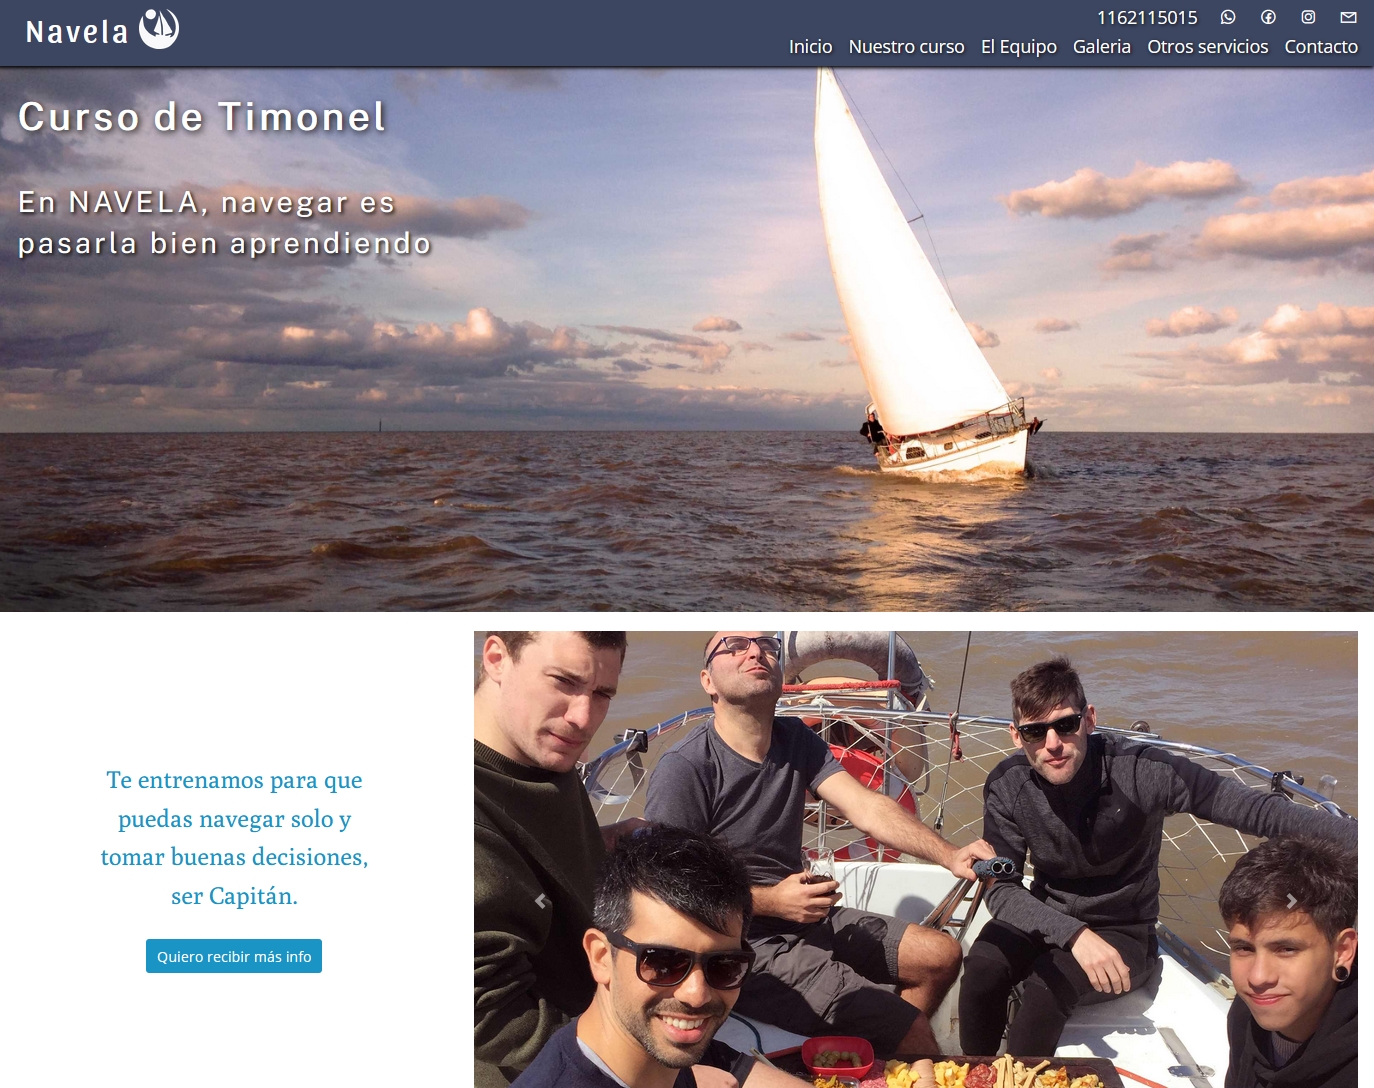 Navela
1162115015
Inicio Nuestro curso El Equipo Galeria Otros servicios Contacto
Curso de Timonel
En NAVELA, navegar es
pasarla bien aprendiendo
Te entrenamos para que
puedas navegar solo y
tomar buenas decisiones,
ser Capitán.
Quiero recibir más info